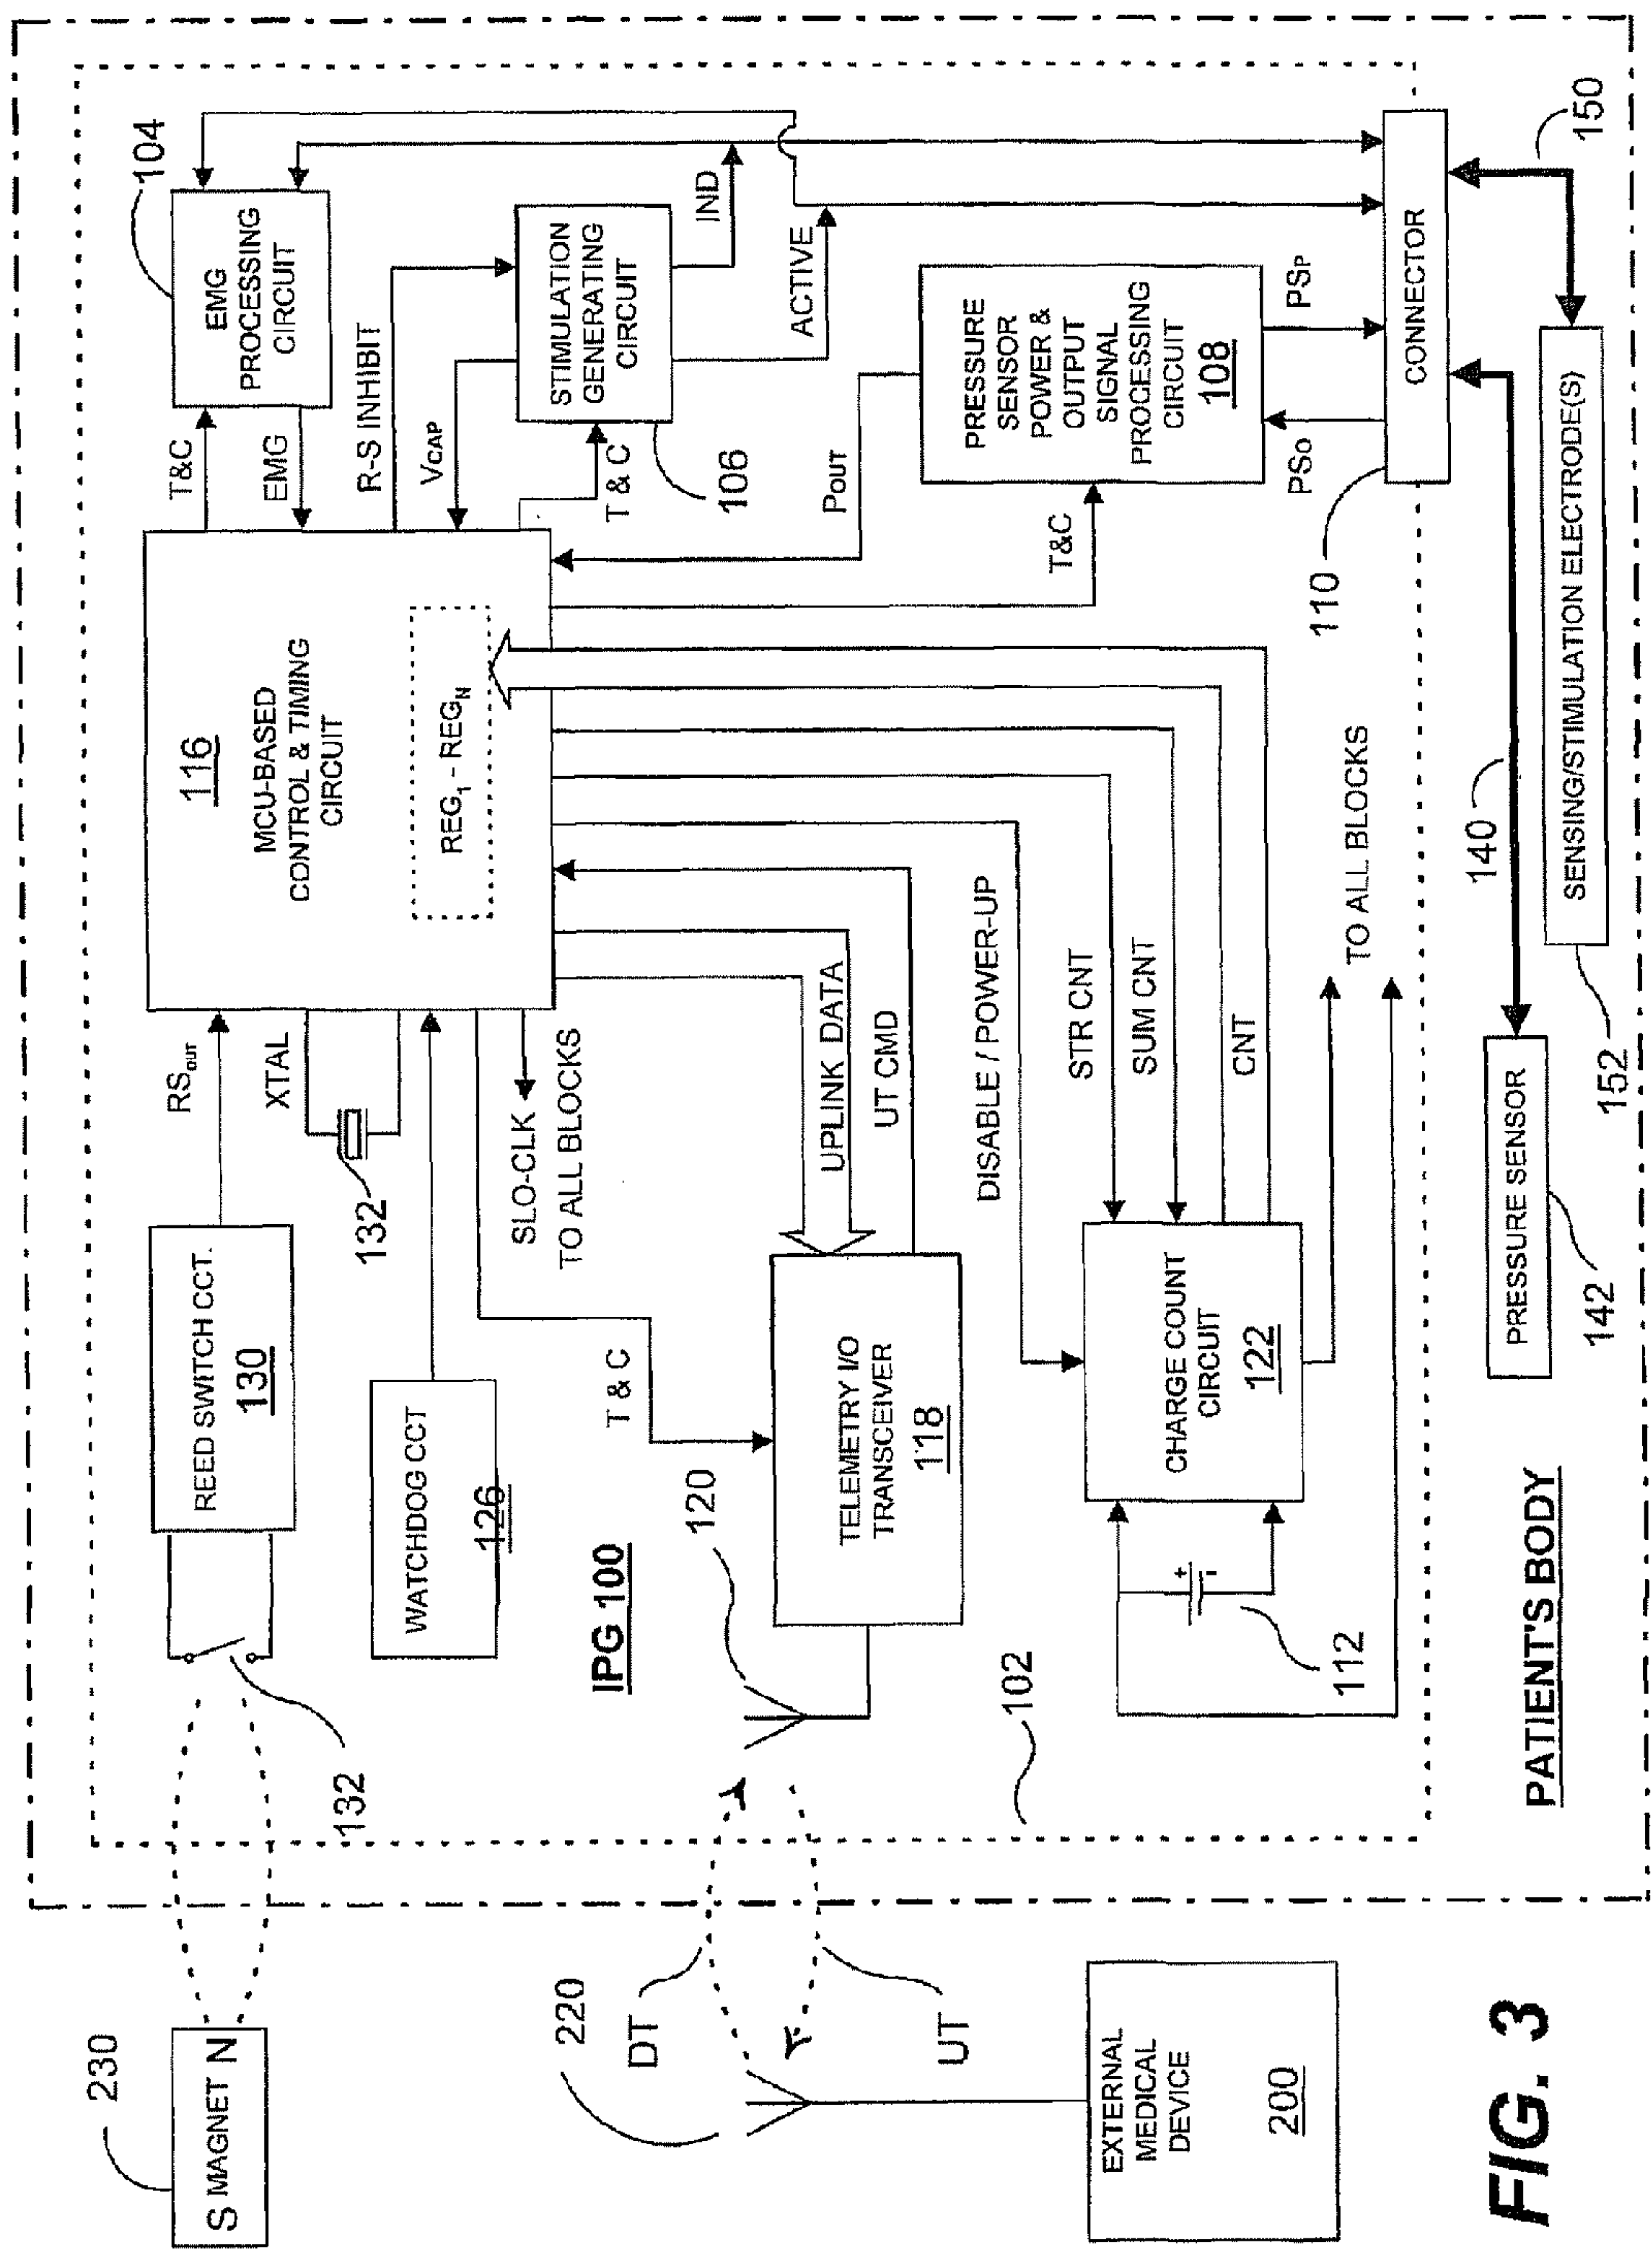 230
S MAGNET N
132
REED SWITCH CCT.
130
RSOUT
XTAL
132
WATCHDOG CCT
126
SLO-CLK
TO ALL BLOCKS
116
MCU-BASED
CONTROL & TIMING
CIRCUIT
REG1 - REGN
T&C
EMG
104
EMG
PROCESSING
CIRCUIT
R-S INHIBIT
VCAP
T & C
STIMULATION
GENERATING
CIRCUIT
106
IND
ACTIVE
IPG 100
T & C
120
TELEMETRY I/O
TRANSCEIVER
118
UPLINK DATA
UT CMD
220
DT
UT
EXTERNAL
MEDICAL
DEVICE
200
102
DISABLE / POWER-UP
STR CNT
SUM CNT
CNT
CHARGE COUNT
CIRCUIT
122
+
-
112
TO ALL BLOCKS
POUT
T&C
PRESSURE
SENSOR
POWER &
OUTPUT
SIGNAL
PROCESSING
CIRCUIT
108
PSO
PSP
110
CONNECTOR
150
140
PRESSURE SENSOR
142
SENSING/STIMULATION ELECTRODE(S)
152
PATIENT'S BODY
FIG. 3